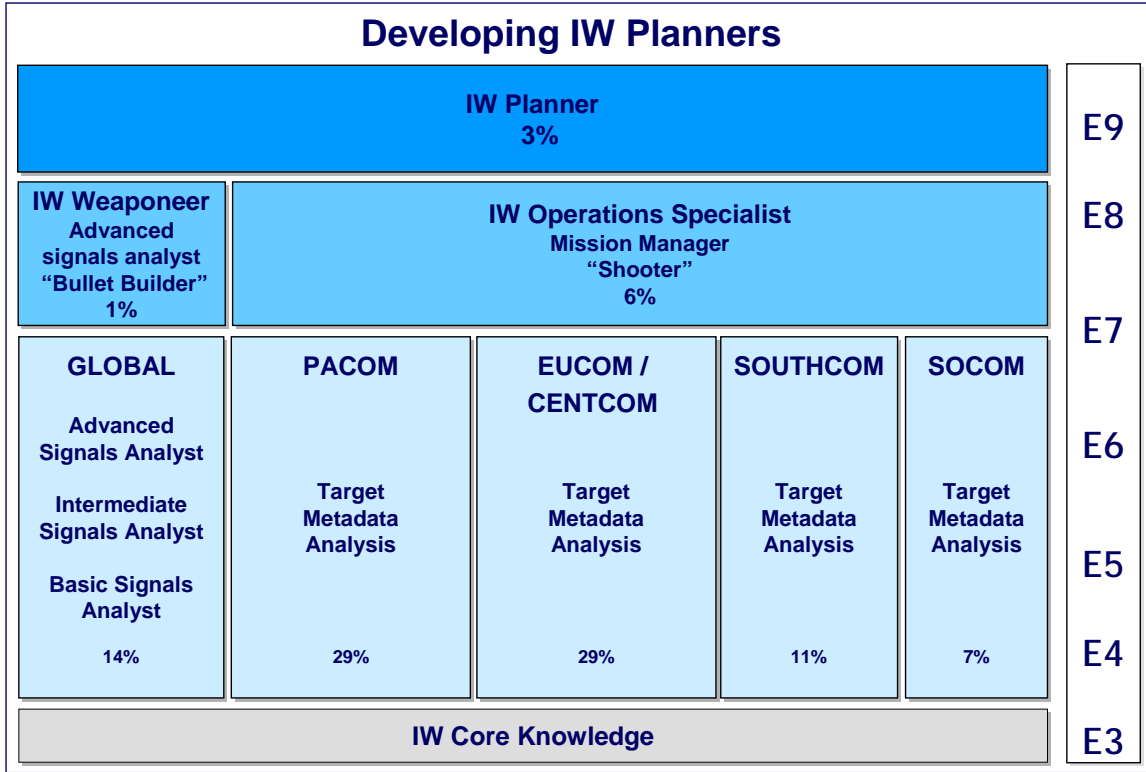 Developing IW Planners
IW Planner
3%
IW Weaponeer
Advanced
signals analyst
“Bullet Builder”
1%
IW Operations Specialist
Mission Manager
“Shooter”
6%
GLOBAL
Advanced
Signals Analyst
Intermediate
Signals Analyst
Basic Signals
Analyst
14%
PACOM
Target
Metadata
Analysis
29%
EUCOM /
CENTCOM
Target
Metadata
Analysis
29%
SOUTHCOM
Target
Metadata
Analysis
11%
SOCOM
Target
Metadata
Analysis
7%
IW Core Knowledge
E9
E8
E7
E6
E5
E4
E3